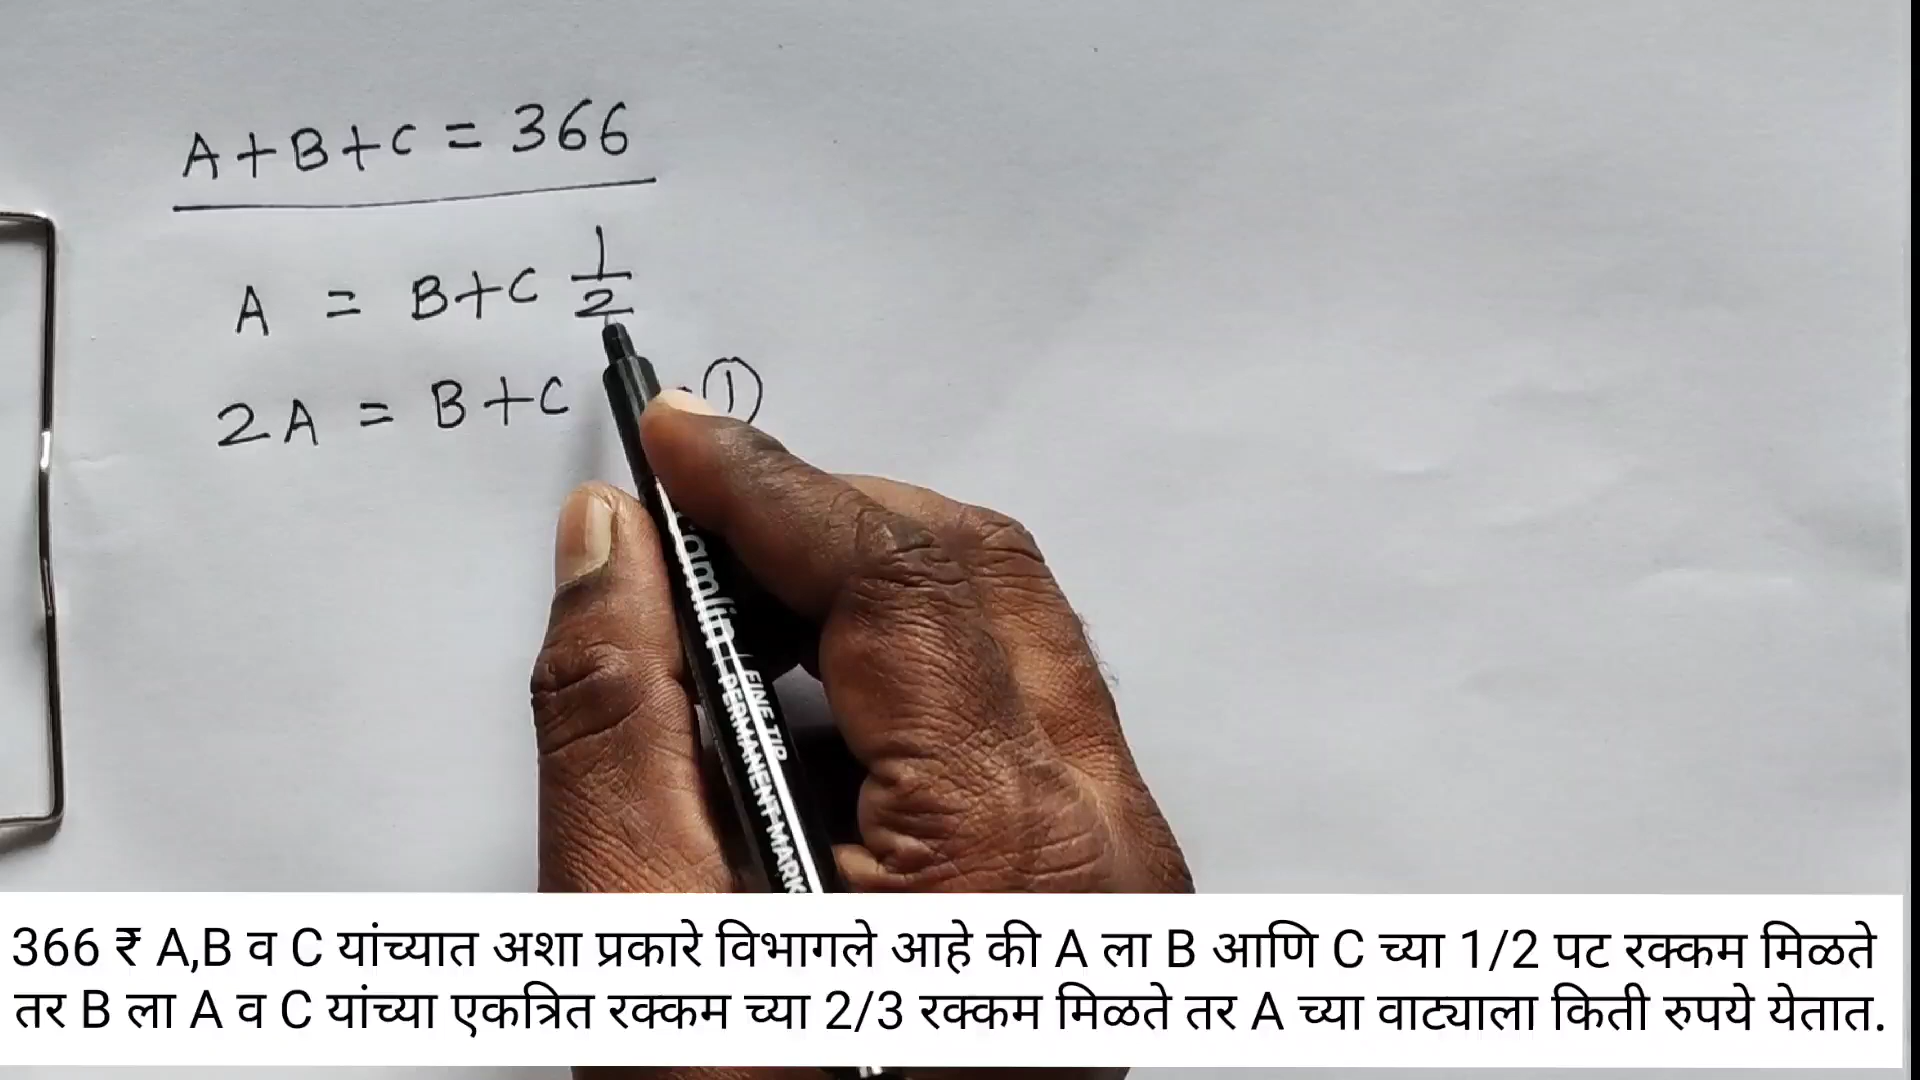 A+B+C = 366
A = B+C 1/2
2A = B+C ①
camlin
FINE TIP
PERMANENT MARK
366 ₹ A,B व C यांच्यात अशा प्रकारे विभागले आहे की A ला B आणि C च्या 1/2 पट रक्कम मिळते
तर B ला A व C यांच्या एकत्रित रक्कम च्या 2/3 रक्कम मिळते तर A च्या वाट्याला किती रुपये येतात.